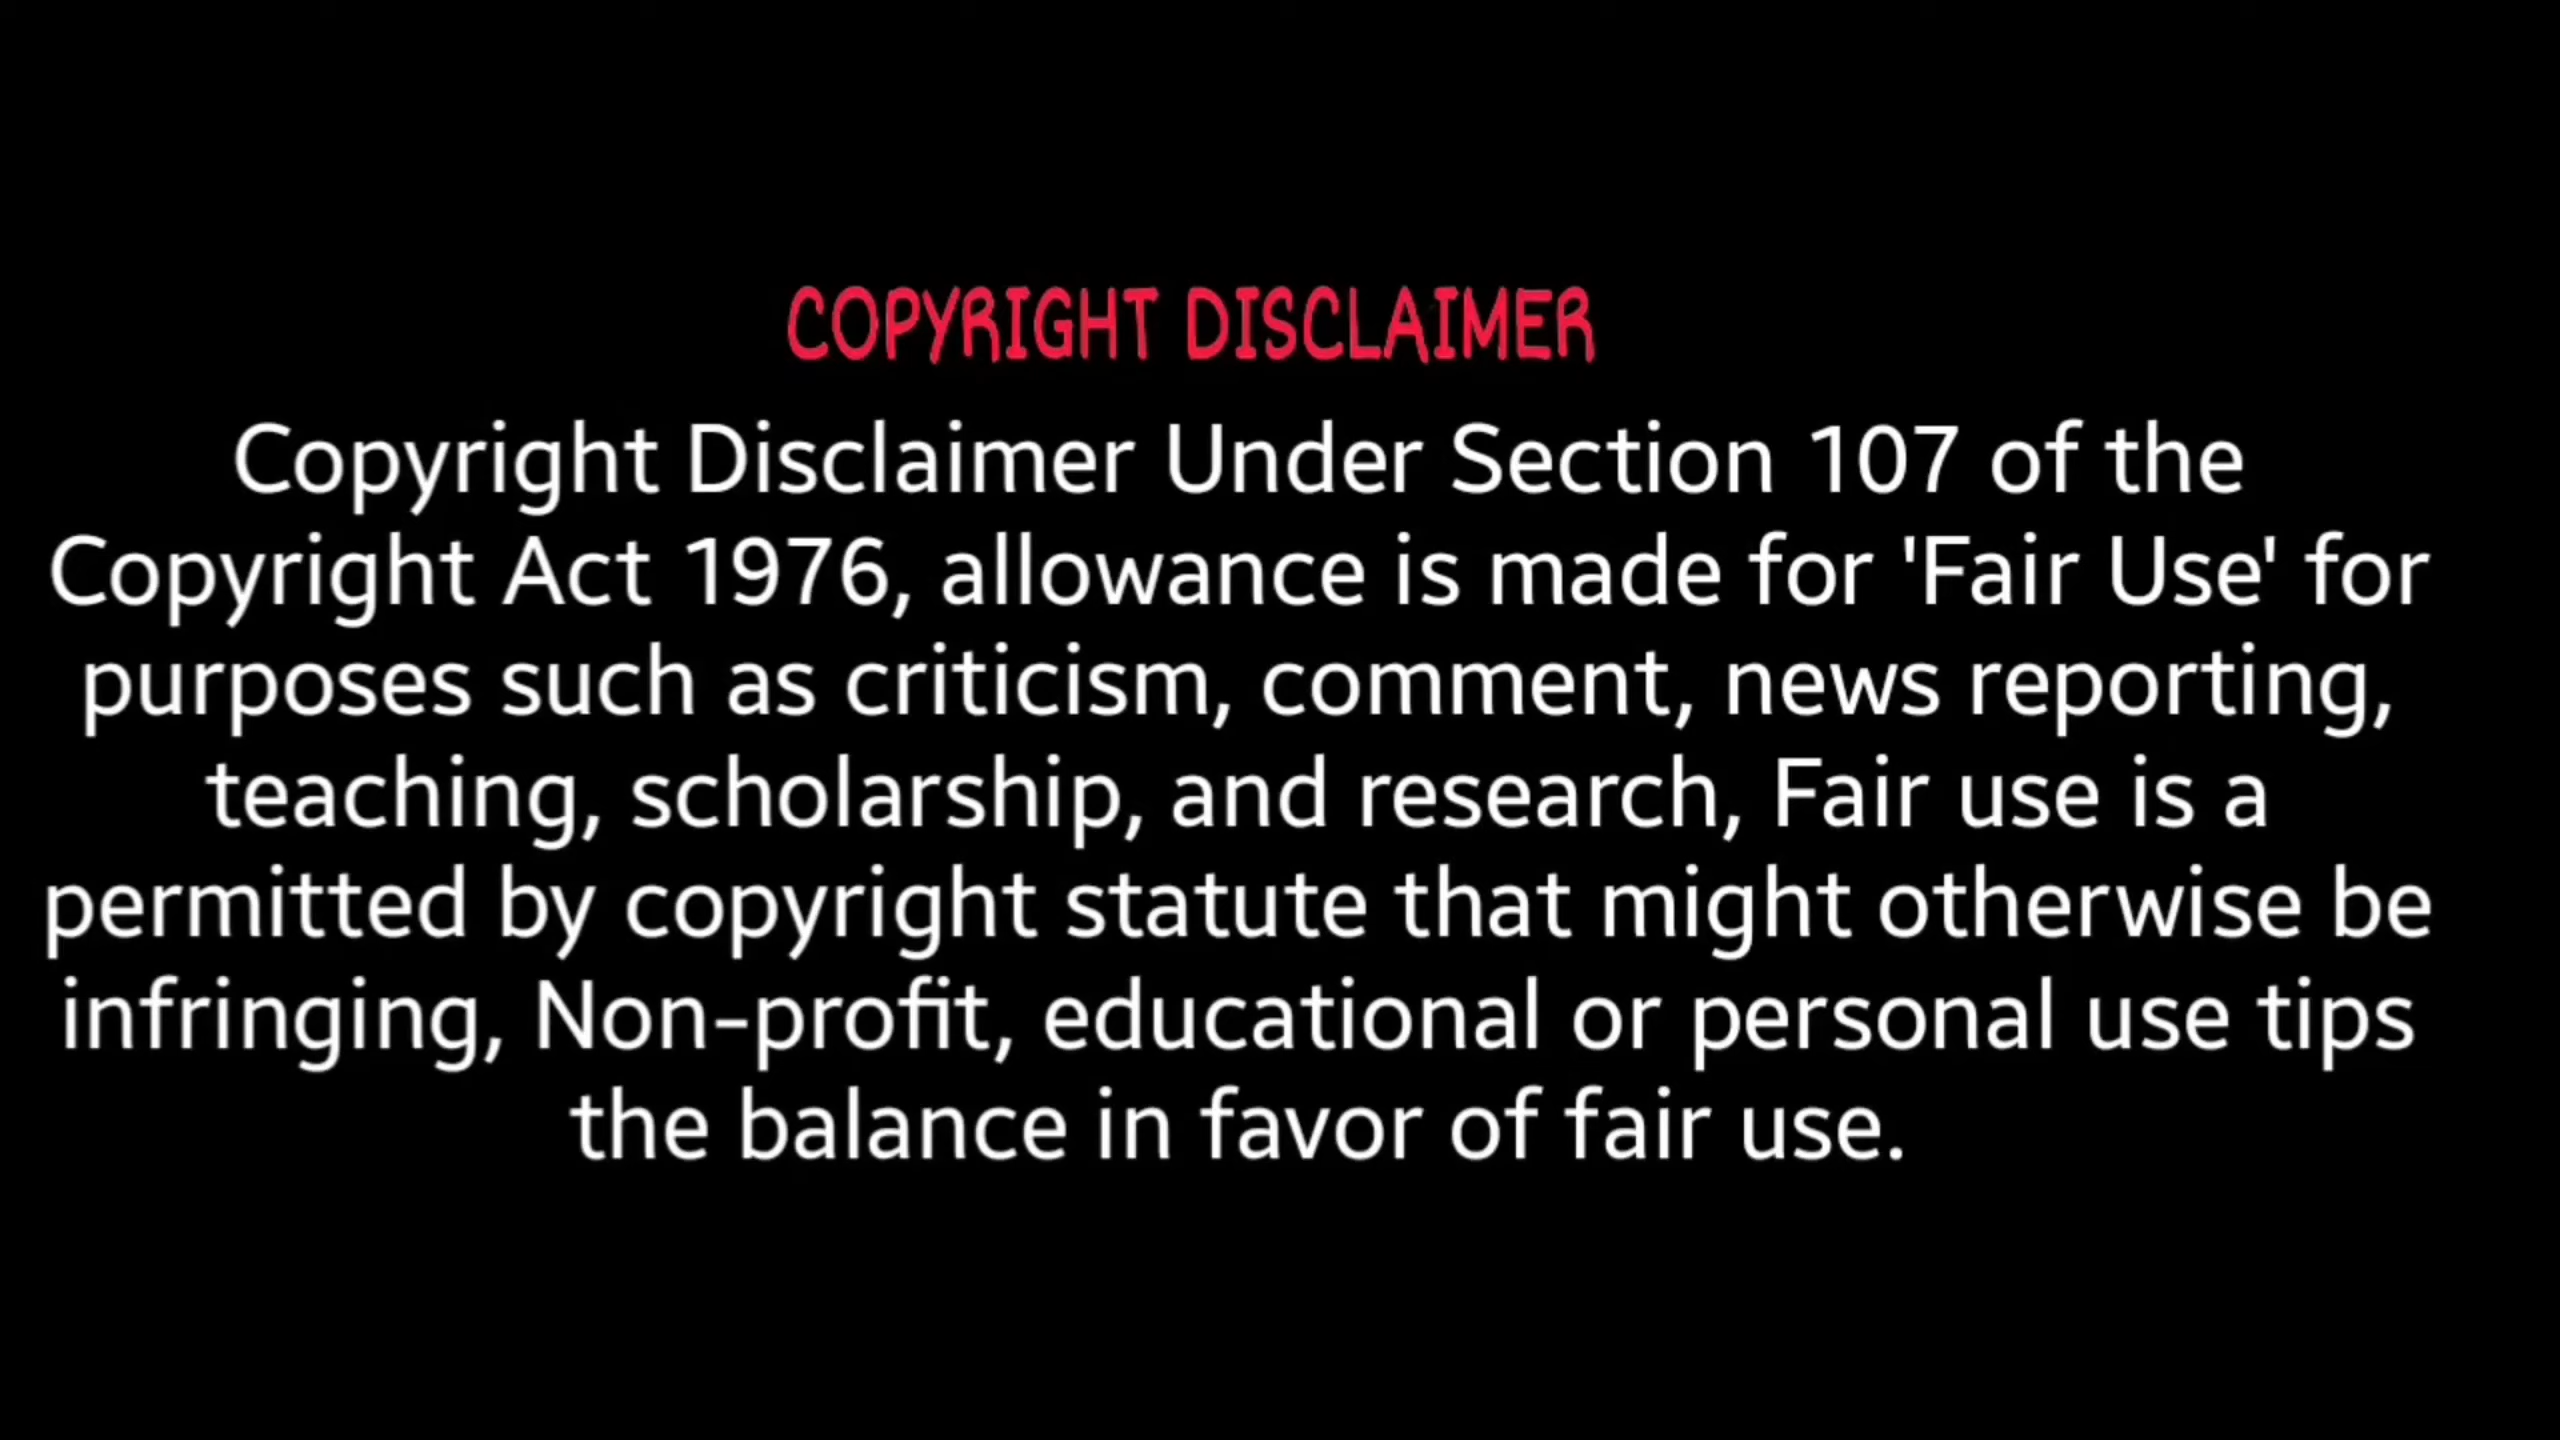 COPYRIGHT DISCLAIMER
Copyright Disclaimer Under Section 107 of the
Copyright Act 1976, allowance is made for 'Fair Use' for
purposes such as criticism, comment, news reporting,
teaching, scholarship, and research, Fair use is a
permitted by copyright statute that might otherwise be
infringing, Non-profit, educational or personal use tips
the balance in favor of fair use.